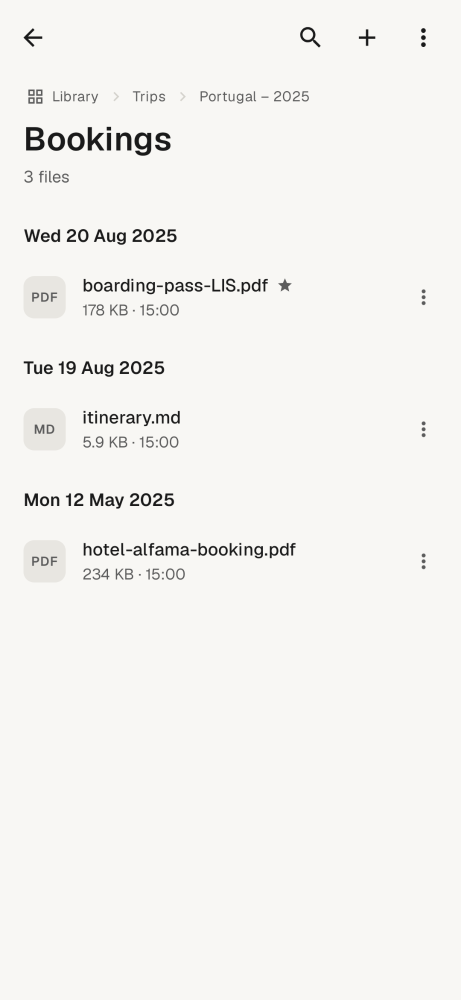 Library Trips Portugal – 2025
Bookings
3 files
Wed 20 Aug 2025
PDF boarding-pass-LIS.pdf
178 KB · 15:00
Tue 19 Aug 2025
MD itinerary.md
5.9 KB · 15:00
Mon 12 May 2025
PDF hotel-alfama-booking.pdf
234 KB · 15:00